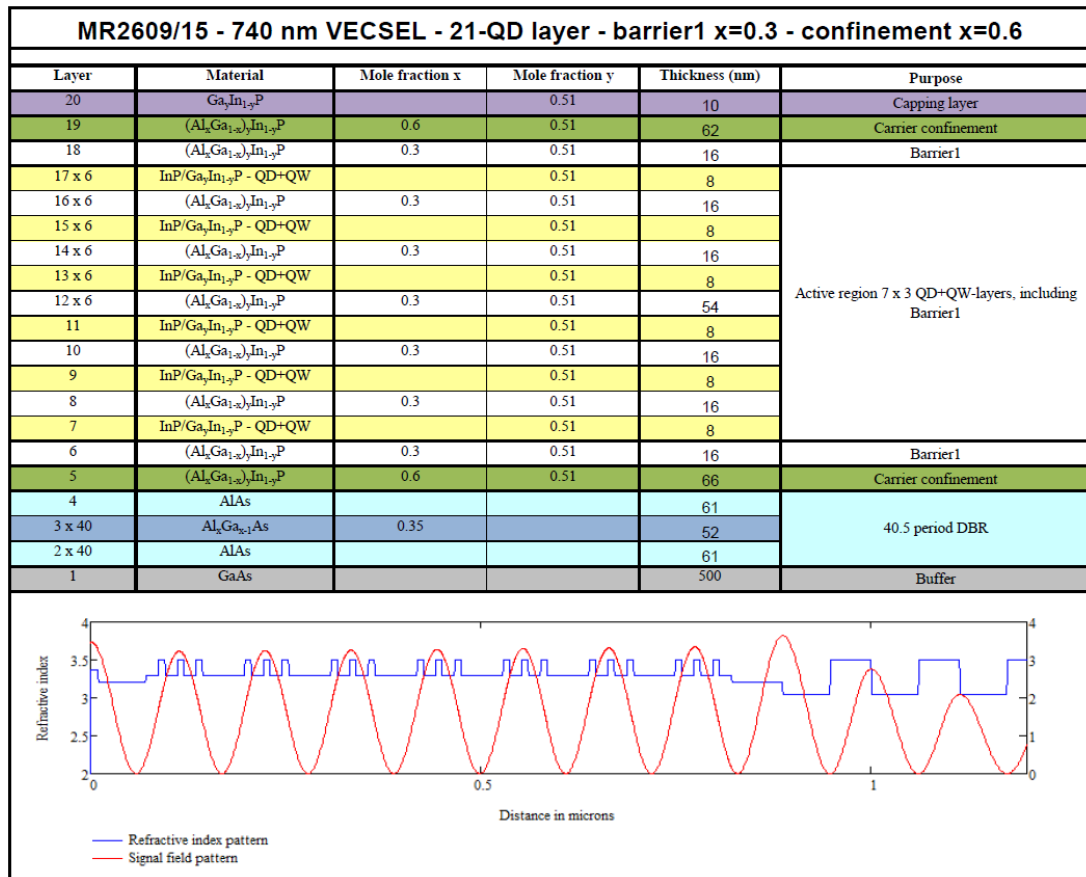 MR2609/15 - 740 nm VECSEL - 21-QD layer - barrier1 x=0.3 - confinement x=0.6
Layer Material Mole fraction x Mole fraction y Thickness (nm) Purpose
20 GayIn1-yP 0.51 10 Capping layer
19 (AlxGa1-x)yIn1-yP 0.6 0.51 62 Carrier confinement
18 (AlxGa1-x)yIn1-yP 0.3 0.51 16 Barrier1
17 x 6 InP/GayIn1-yP - QD+QW 0.51 8
16 x 6 (AlxGa1-x)yIn1-yP 0.3 0.51 16
15 x 6 InP/GayIn1-yP - QD+QW 0.51 8
14 x 6 (AlxGa1-x)yIn1-yP 0.3 0.51 16
13 x 6 InP/GayIn1-yP - QD+QW 0.51 8
12 x 6 (AlxGa1-x)yIn1-yP 0.3 0.51 54
Active region 7 x 3 QD+QW-layers, including
Barrier1
11 InP/GayIn1-yP - QD+QW 0.51 8
10 (AlxGa1-x)yIn1-yP 0.3 0.51 16
9 InP/GayIn1-yP - QD+QW 0.51 8
8 (AlxGa1-x)yIn1-yP 0.3 0.51 16
7 InP/GayIn1-yP - QD+QW 0.51 8
6 (AlxGa1-x)yIn1-yP 0.3 0.51 16 Barrier1
5 (AlxGa1-x)yIn1-yP 0.6 0.51 66 Carrier confinement
4 AlAs 61
3 x 40 AlxGax-1As 0.35 52 40.5 period DBR
2 x 40 AlAs 61
1 GaAs 500 Buffer
4 4
3.5 3
3 2
2.5 1
2 0
Refractive index
0 0.5 1
Distance in microns
Refractive index pattern
Signal field pattern